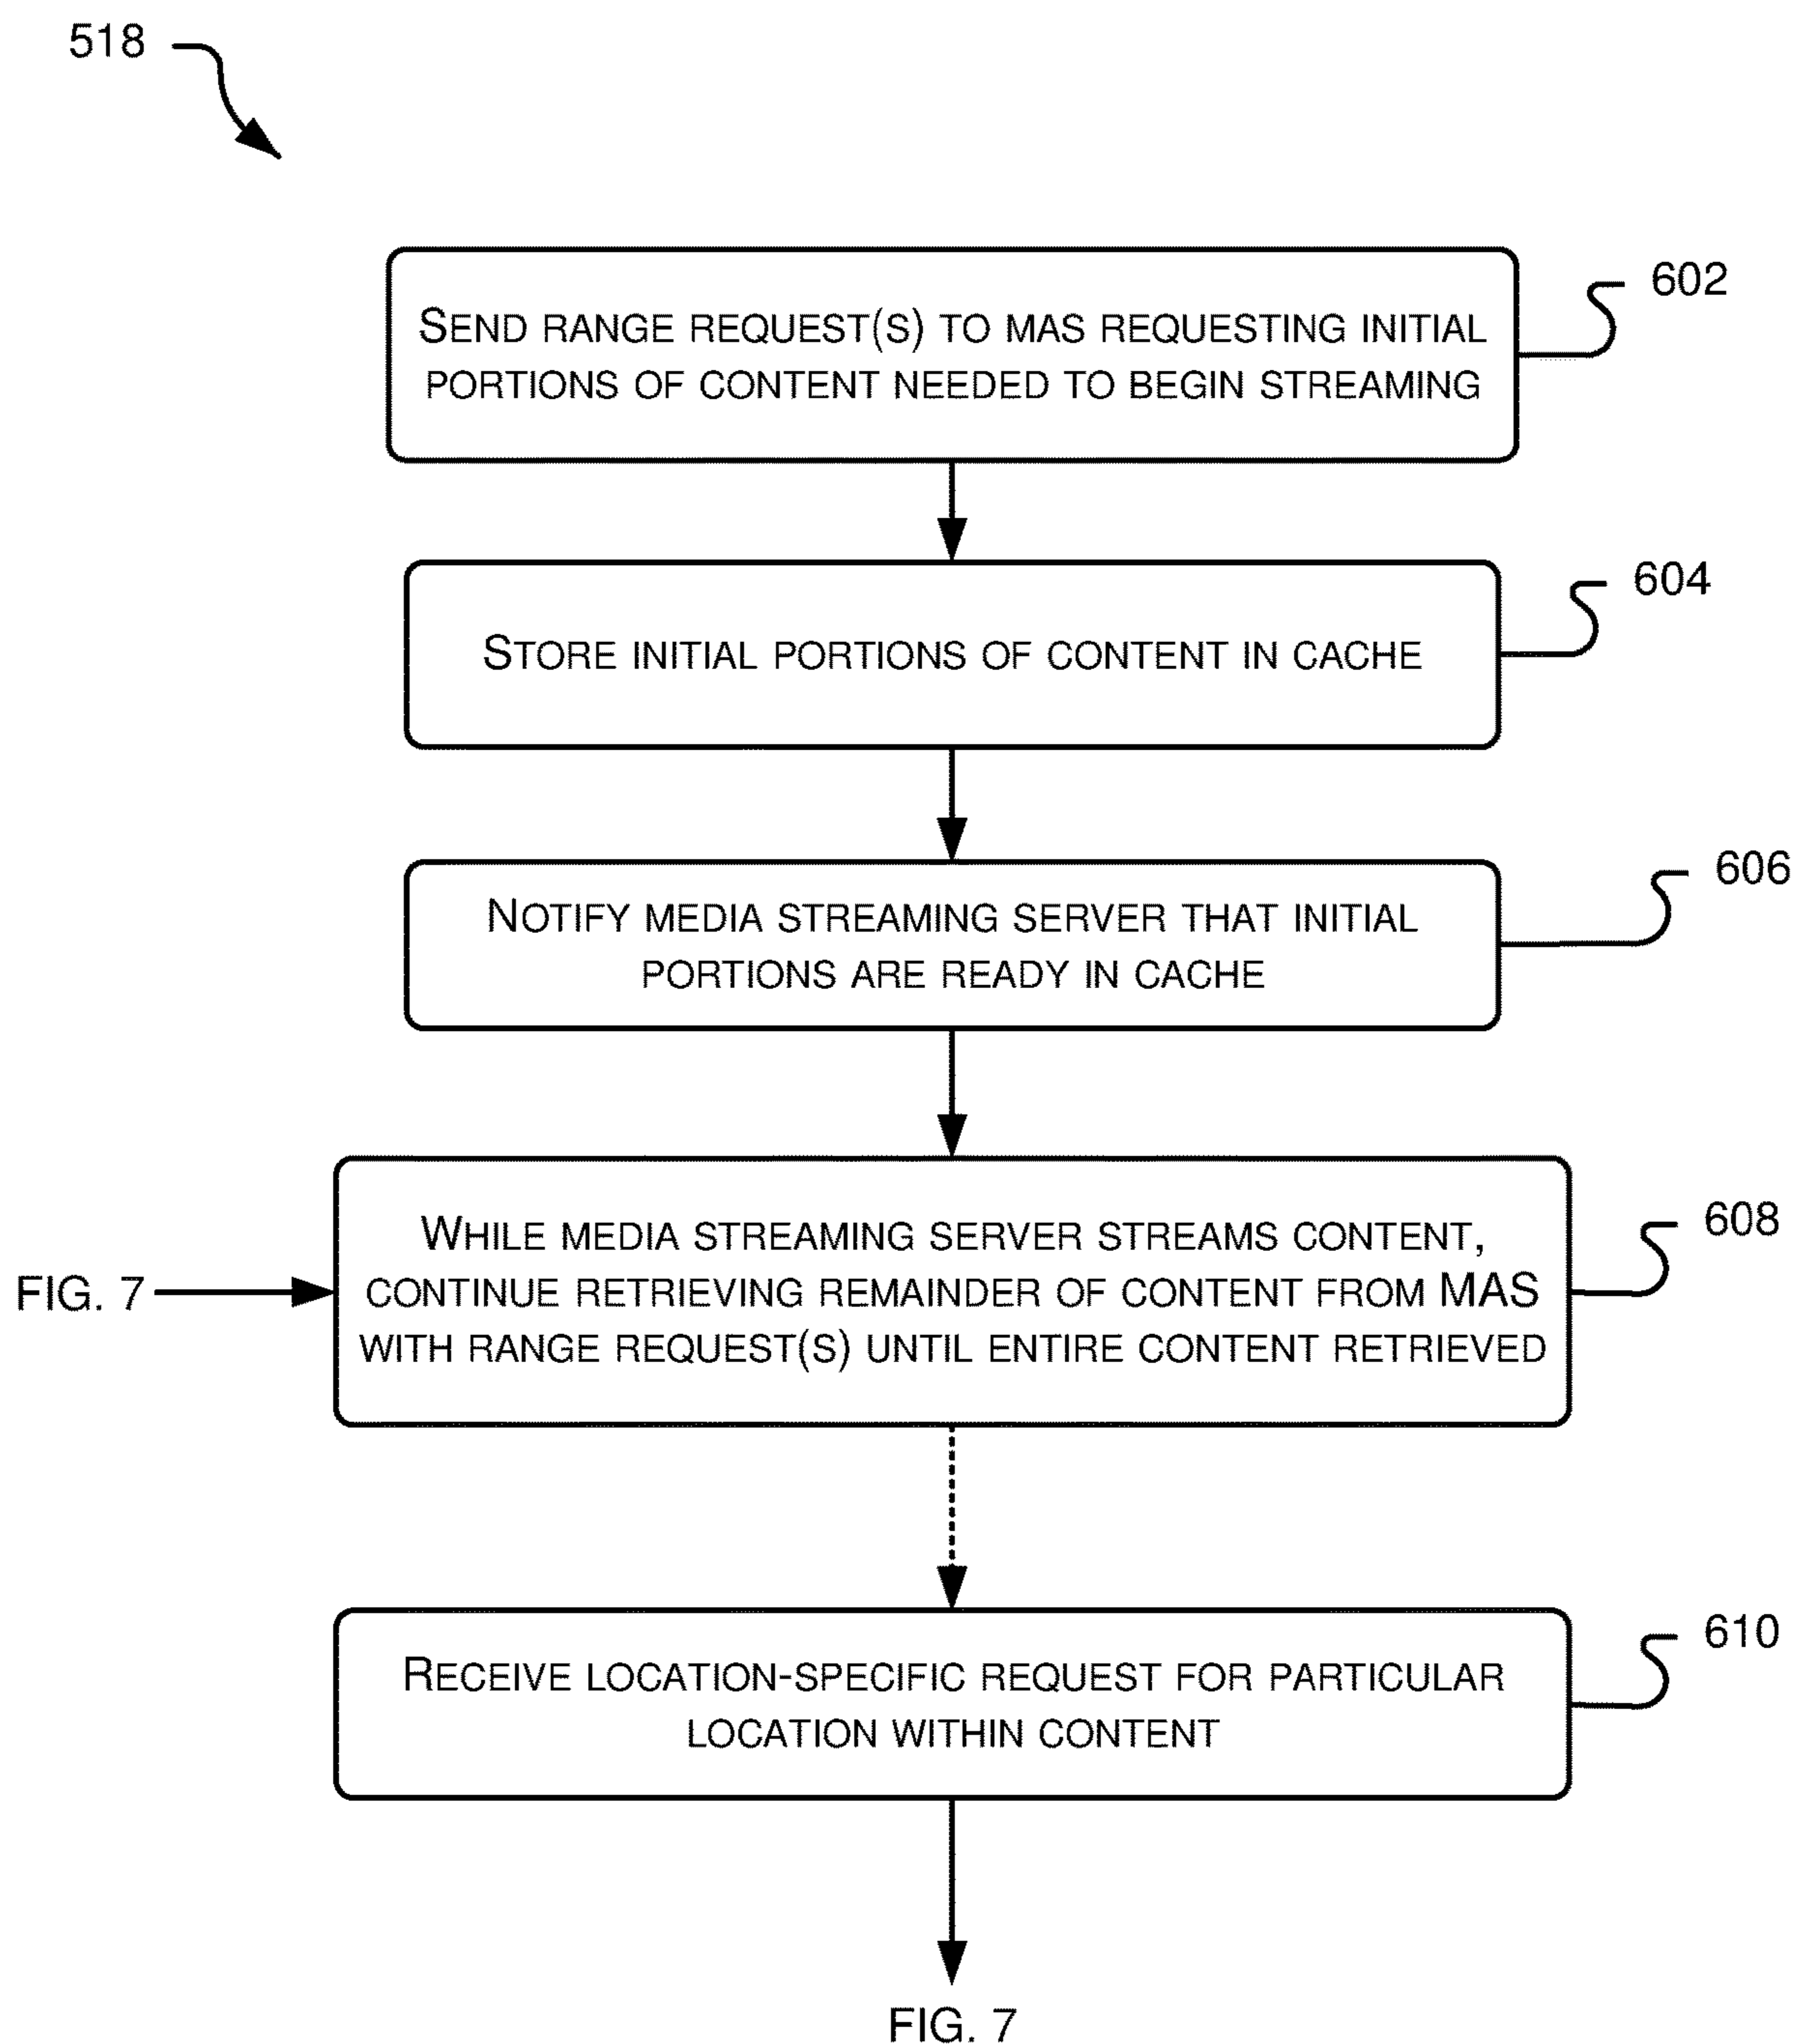 518
602
SEND RANGE REQUEST(S) TO MAS REQUESTING INITIAL
PORTIONS OF CONTENT NEEDED TO BEGIN STREAMING
604
STORE INITIAL PORTIONS OF CONTENT IN CACHE
606
NOTIFY MEDIA STREAMING SERVER THAT INITIAL
PORTIONS ARE READY IN CACHE
608
WHILE MEDIA STREAMING SERVER STREAMS CONTENT,
CONTINUE RETRIEVING REMAINDER OF CONTENT FROM MAS
WITH RANGE REQUEST(S) UNTIL ENTIRE CONTENT RETRIEVED
FIG. 7
610
RECEIVE LOCATION-SPECIFIC REQUEST FOR PARTICULAR
LOCATION WITHIN CONTENT
FIG. 7